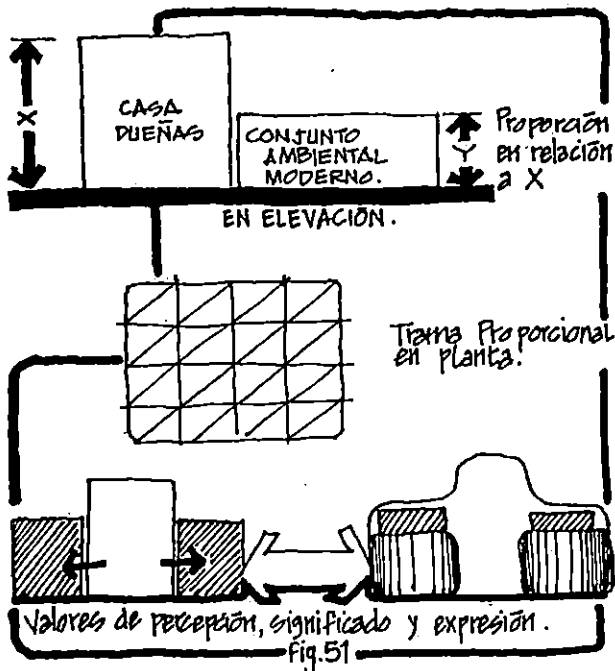 X
CASA
DUEÑAS
CONJUNTO
AMBIENTAL
MODERNO.
Y
Proporción
en relación
a X
EN ELEVACIÓN.
Trama Proporcional
en planta.
Valores de percepsión, significado y expresión.
Fig.51